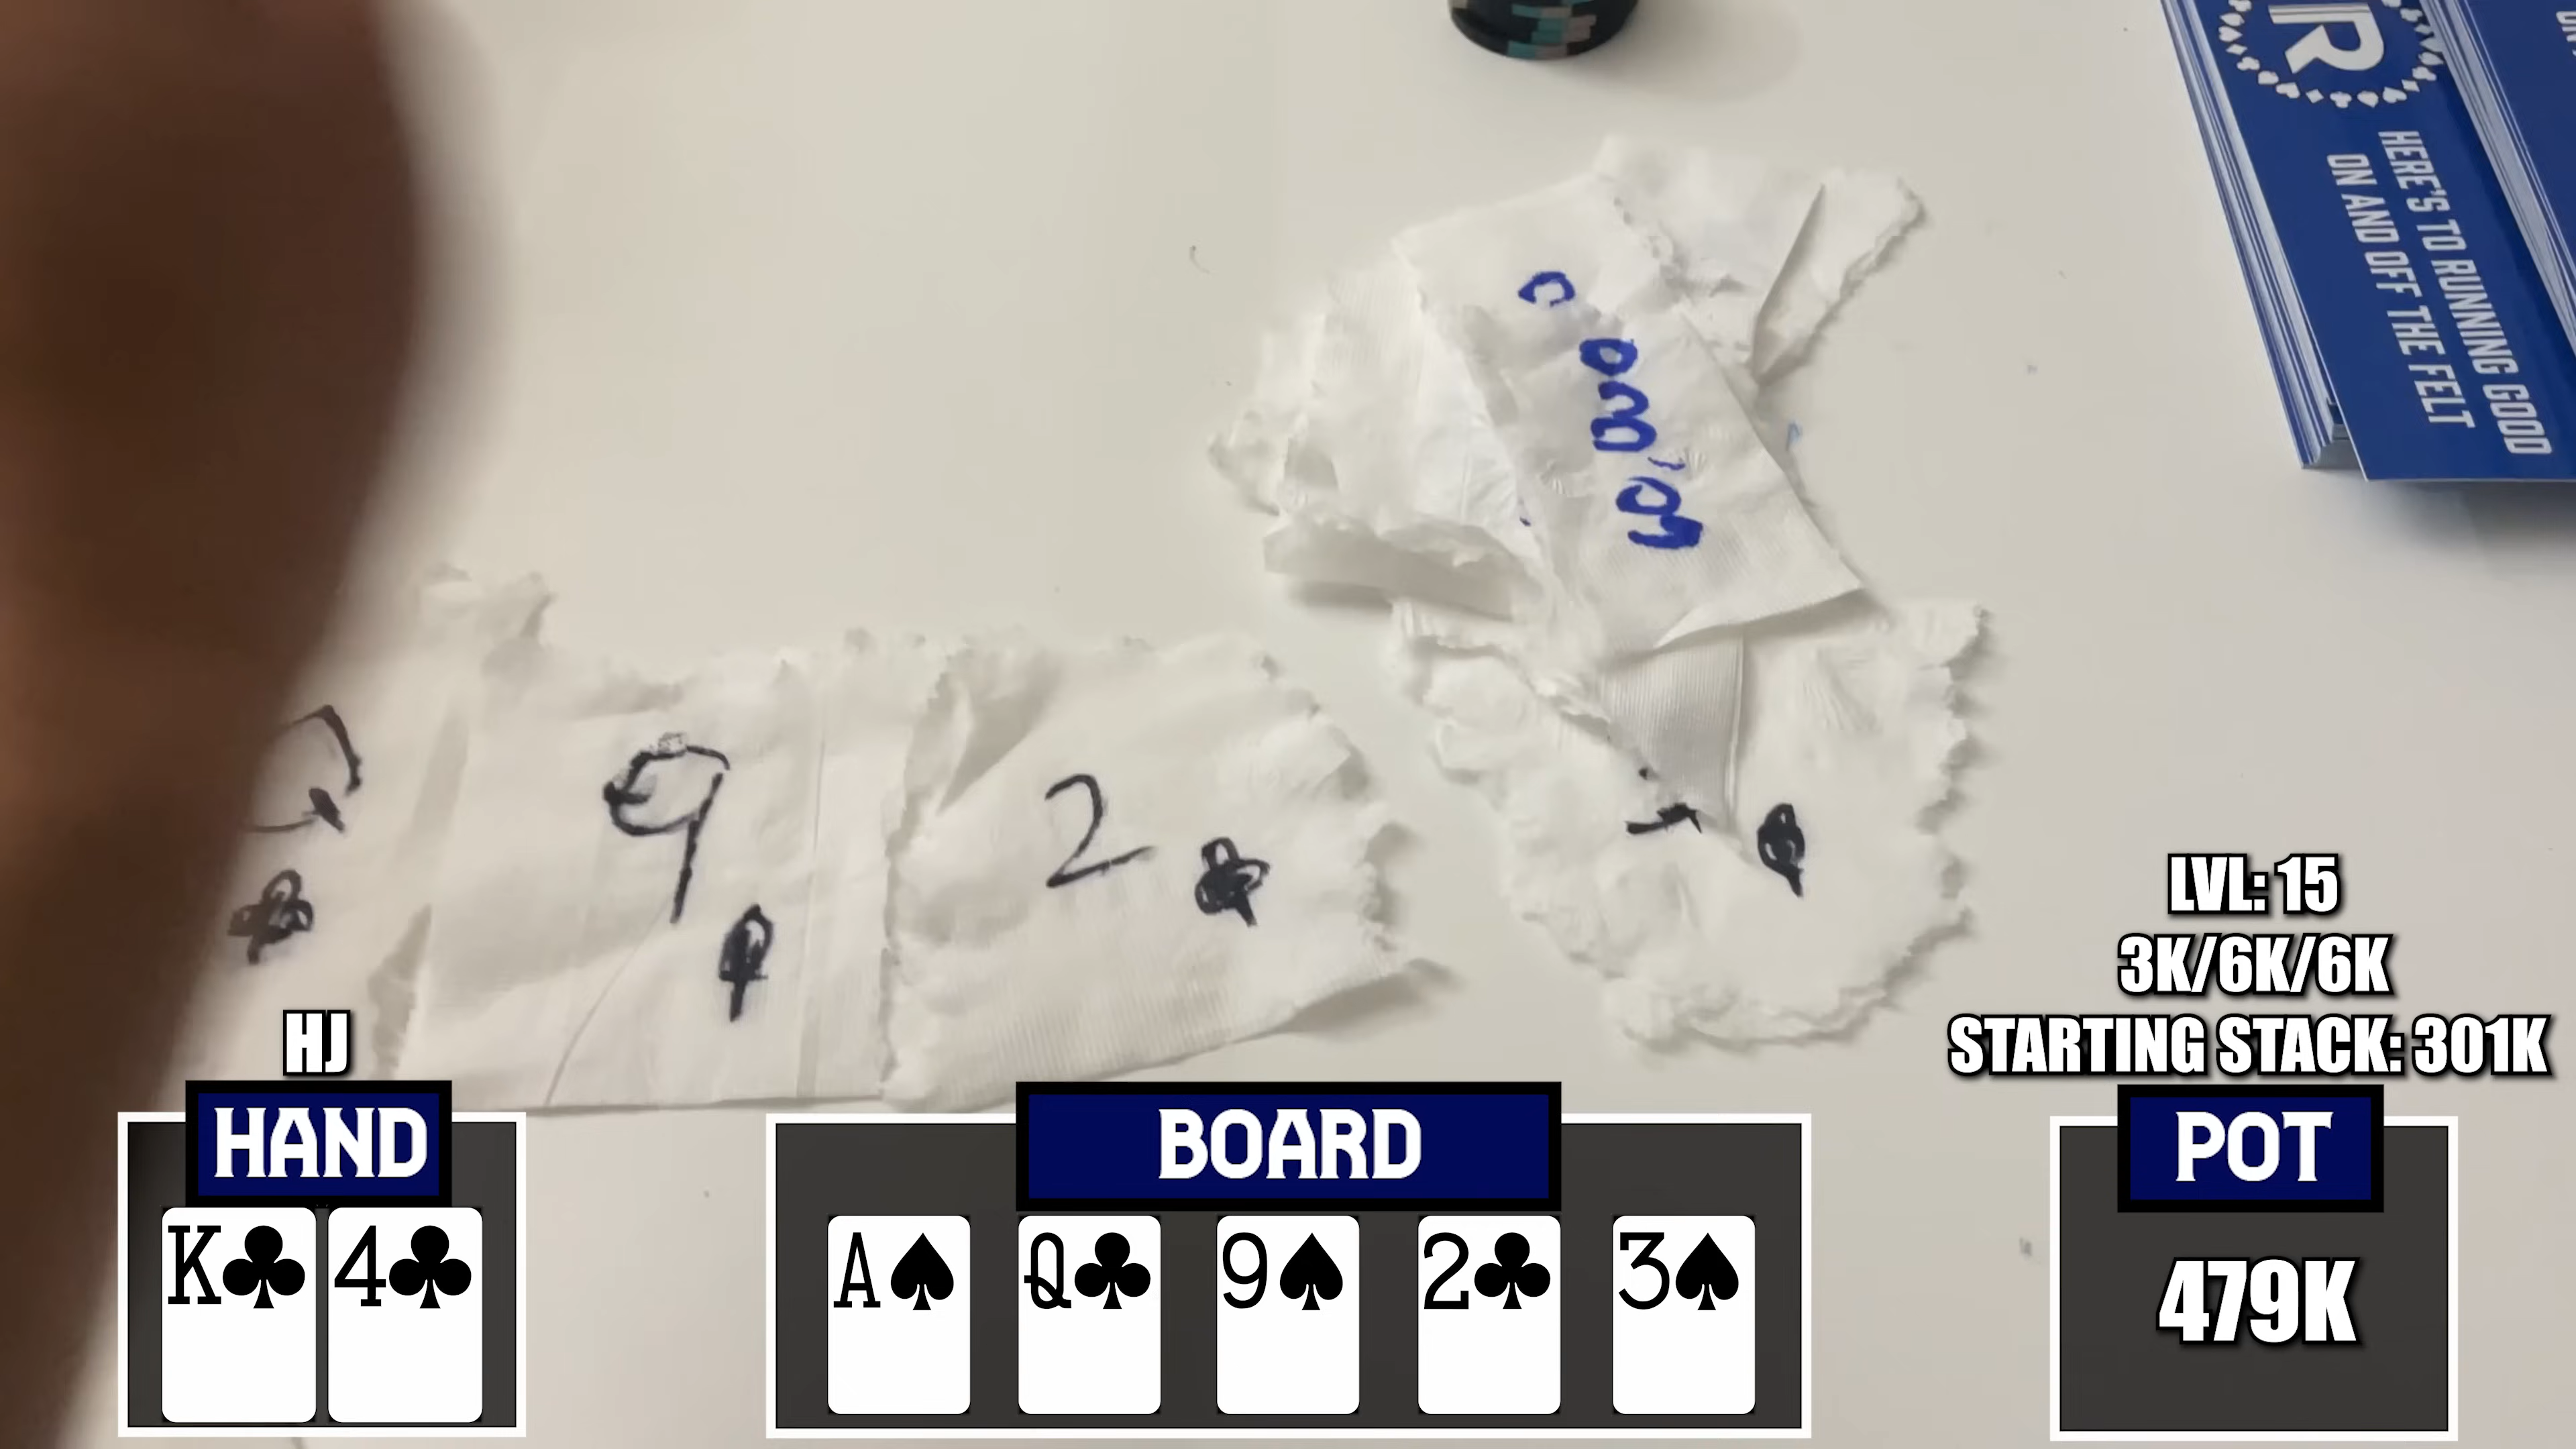 R
HERE'S TO RUNNING GOOD
ON AND OFF THE FELT
9
2
LVL: 15
3K/6K/6K
STARTING STACK: 301K
HJ
HAND
BOARD
POT
K♣ 4♣
A♠ Q♣ 9♠ 2♣ 3♠
479K